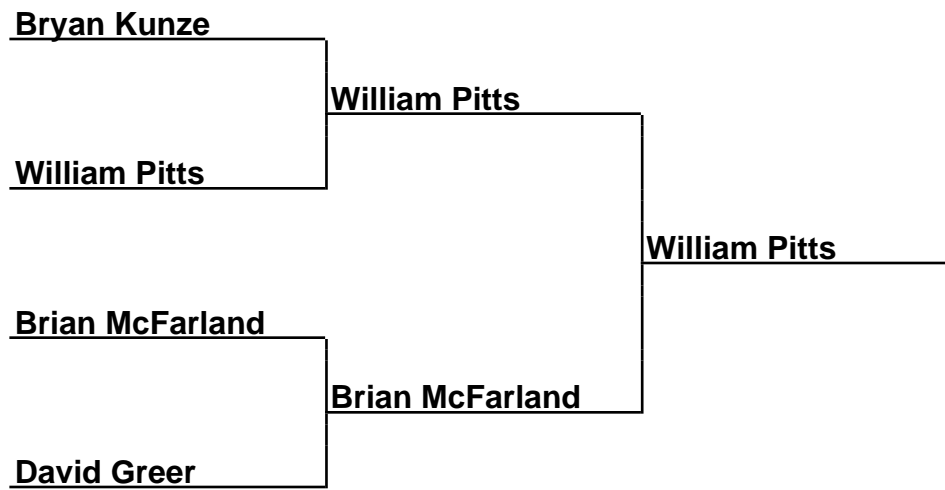 Bryan Kunze
William Pitts
William Pitts
William Pitts
Brian McFarland
Brian McFarland
David Greer